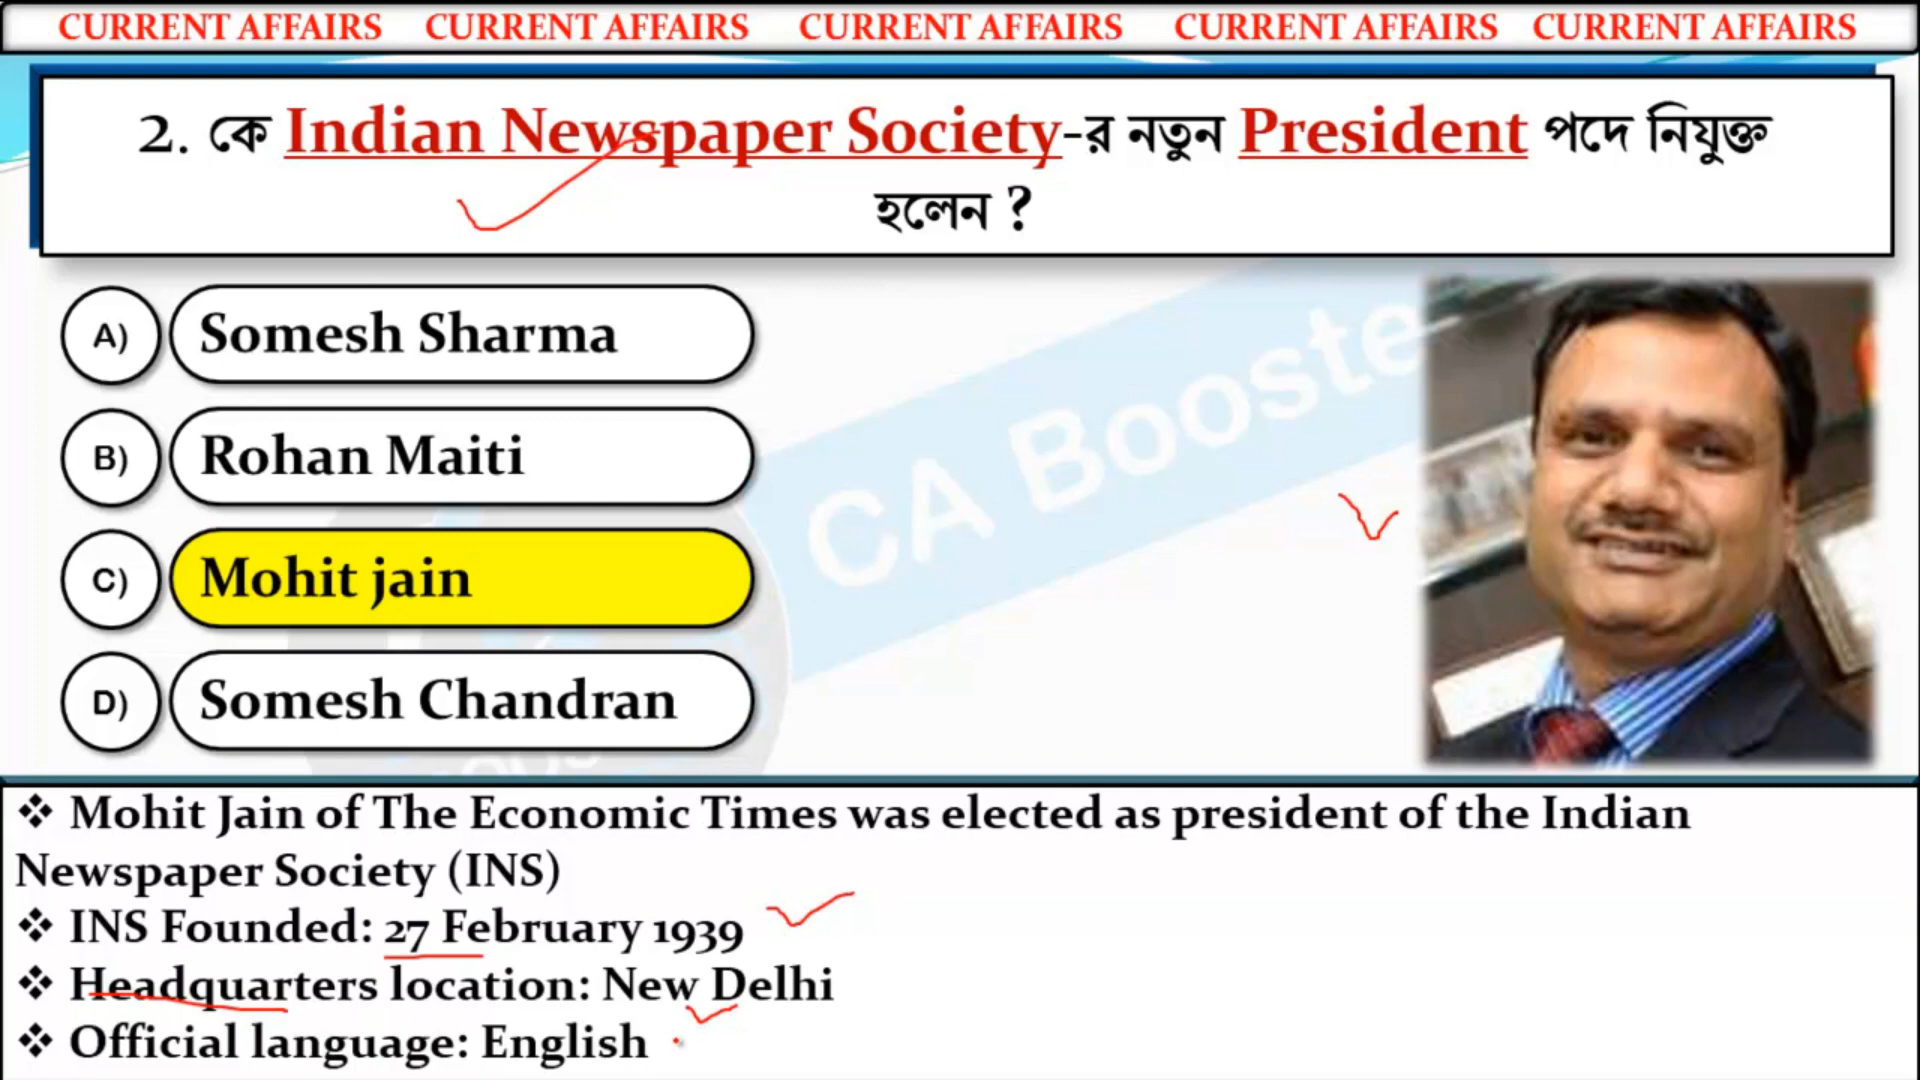 CURRENT AFFAIRS CURRENT AFFAIRS CURRENT AFFAIRS CURRENT AFFAIRS CURRENT AFFAIRS
2. কে Indian Newspaper Society-র নতুন President পদে নিযুক্ত
হলেন ?
A) Somesh Sharma
B) Rohan Maiti
C) Mohit jain
D) Somesh Chandran
CA Booste
❖ Mohit Jain of The Economic Times was elected as president of the Indian
Newspaper Society (INS)
❖ INS Founded: 27 February 1939
❖ Headquarters location: New Delhi
❖ Official language: English